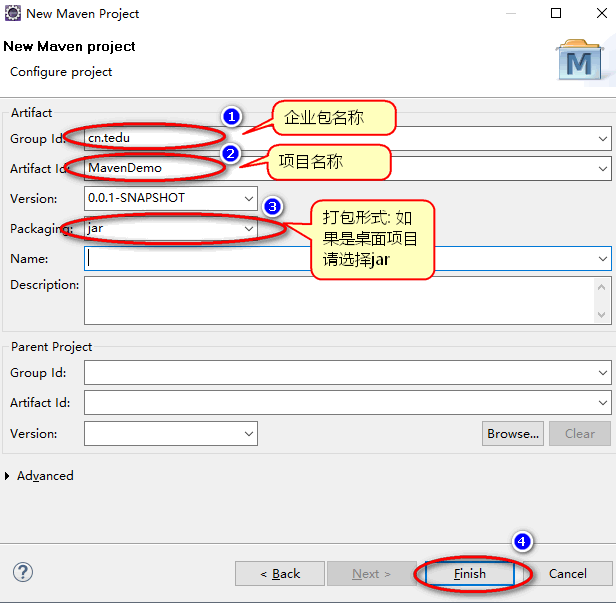 New Maven Project
New Maven project
Configure project
M
Artifact
1
企业包名称
Group Id:
cn.tedu
2
项目名称
Artifact Id:
MavenDemo
Version:
0.0.1-SNAPSHOT
3
Packaging:
jar
打包形式: 如
果是桌面项目
请选择jar
Name:
Description:
Parent Project
Group Id:
Artifact Id:
Version:
Browse...
Clear
Advanced
4
?
< Back
Next >
Finish
Cancel